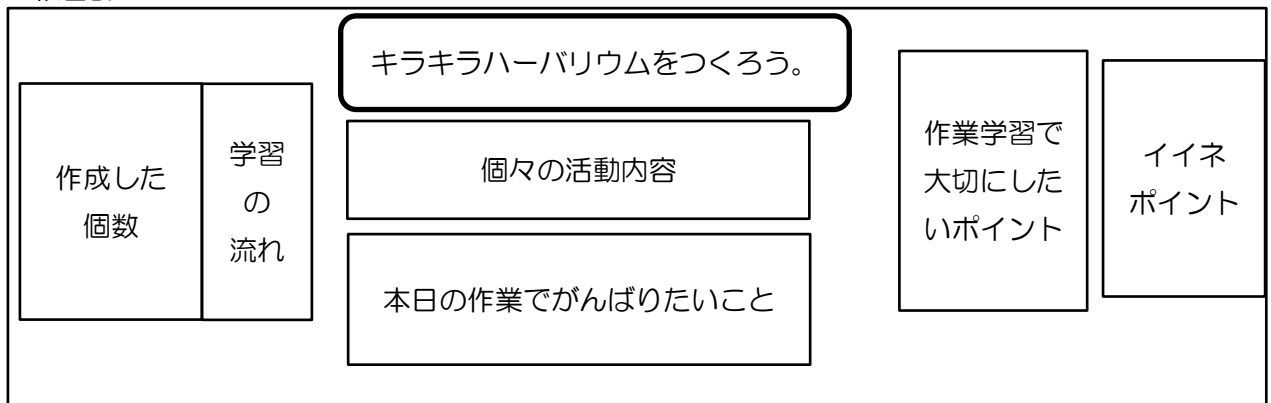 キラキラハーバリウムをつくろう。
作成した
個数
学習
の
流れ
個々の活動内容
本日の作業でがんばりたいこと
作業学習で
大切にした
いポイント
イイネ
ポイント